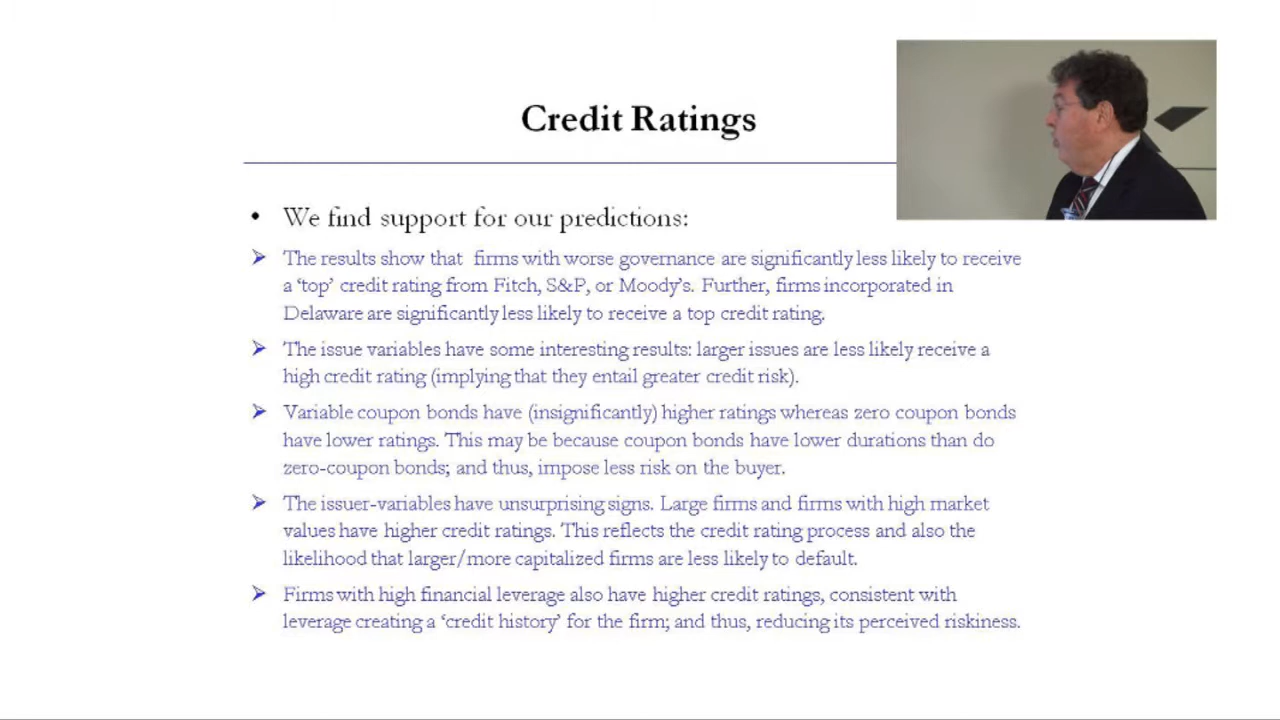 Credit Ratings
• We find support for our predictions:
➢ The results show that firms with worse governance are significantly less likely to receive
a ‘top’ credit rating from Fitch, S&P, or Moody’s. Further, firms incorporated in
Delaware are significantly less likely to receive a top credit rating.
➢ The issue variables have some interesting results: larger issues are less likely receive a
high credit rating (implying that they entail greater credit risk).
➢ Variable coupon bonds have (insignificantly) higher ratings whereas zero coupon bonds
have lower ratings. This may be because coupon bonds have lower durations than do
zero-coupon bonds; and thus, impose less risk on the buyer.
➢ The issuer-variables have unsurprising signs. Large firms and firms with high market
values have higher credit ratings. This reflects the credit rating process and also the
likelihood that larger/more capitalized firms are less likely to default.
➢ Firms with high financial leverage also have higher credit ratings, consistent with
leverage creating a ‘credit history’ for the firm; and thus, reducing its perceived riskiness.